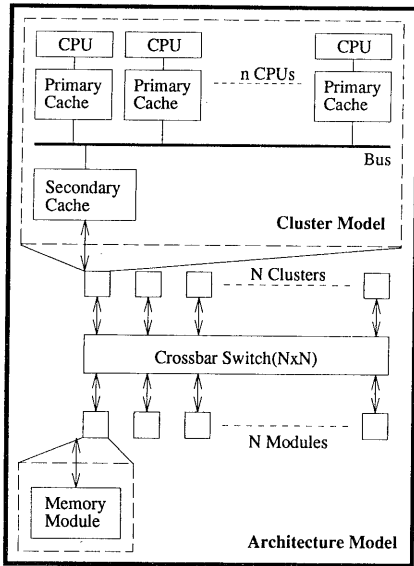 CPU CPU CPU
Primary Cache Primary Cache n CPUs Primary Cache
Bus
Secondary Cache
Cluster Model
N Clusters
Crossbar Switch(NxN)
N Modules
Memory Module
Architecture Model